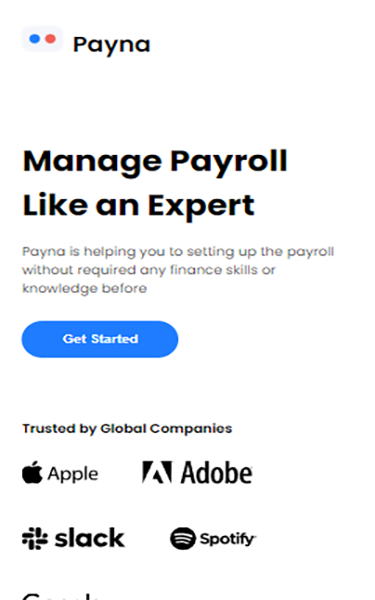 Payna
Manage Payroll
Like an Expert
Payna is helping you to setting up the payroll
without required any finance skills or
knowledge before
Get Started
Trusted by Global Companies
Apple Adobe
slack Spotify